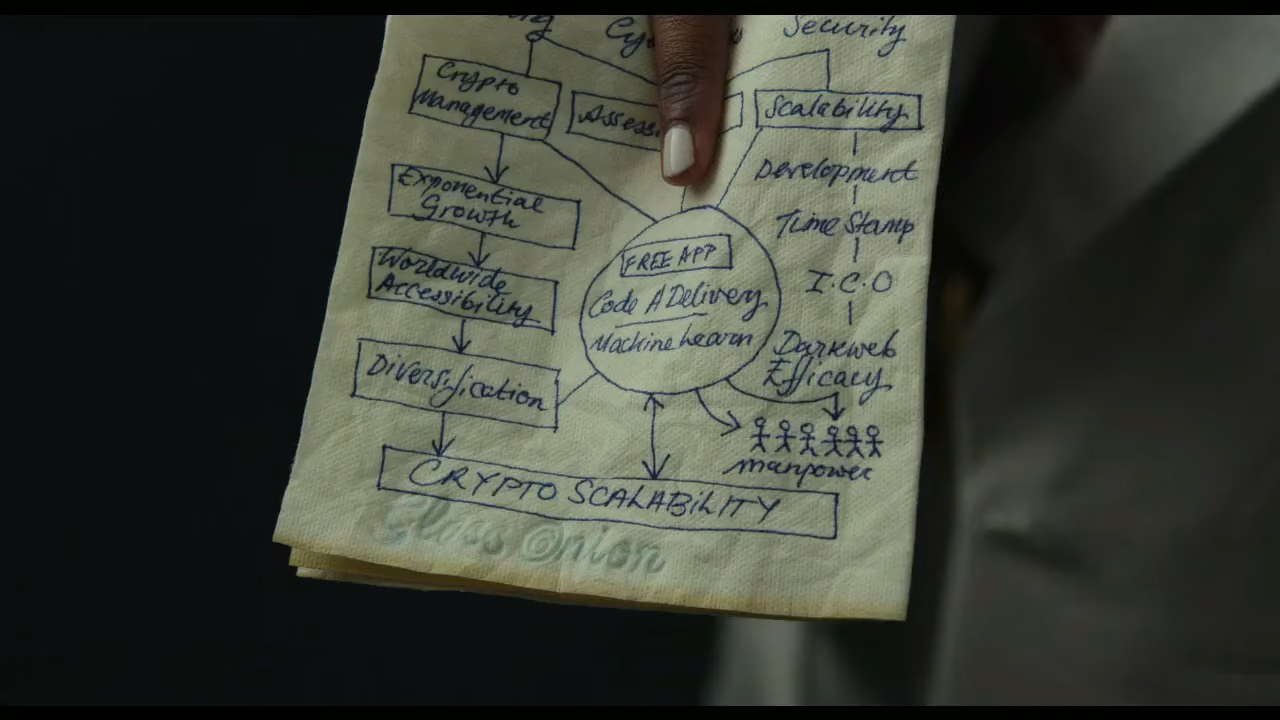 Security
Crypto
Management
Scalability
Development
Exponential
Growth
Time Stamp
FREE APP
Worldwide
Accessibility
Code A Delivery
I.C.O
Machine Learn
Darkweb
Efficacy
Diversification
manpower
CRYPTO SCALABILITY
Glass Onion